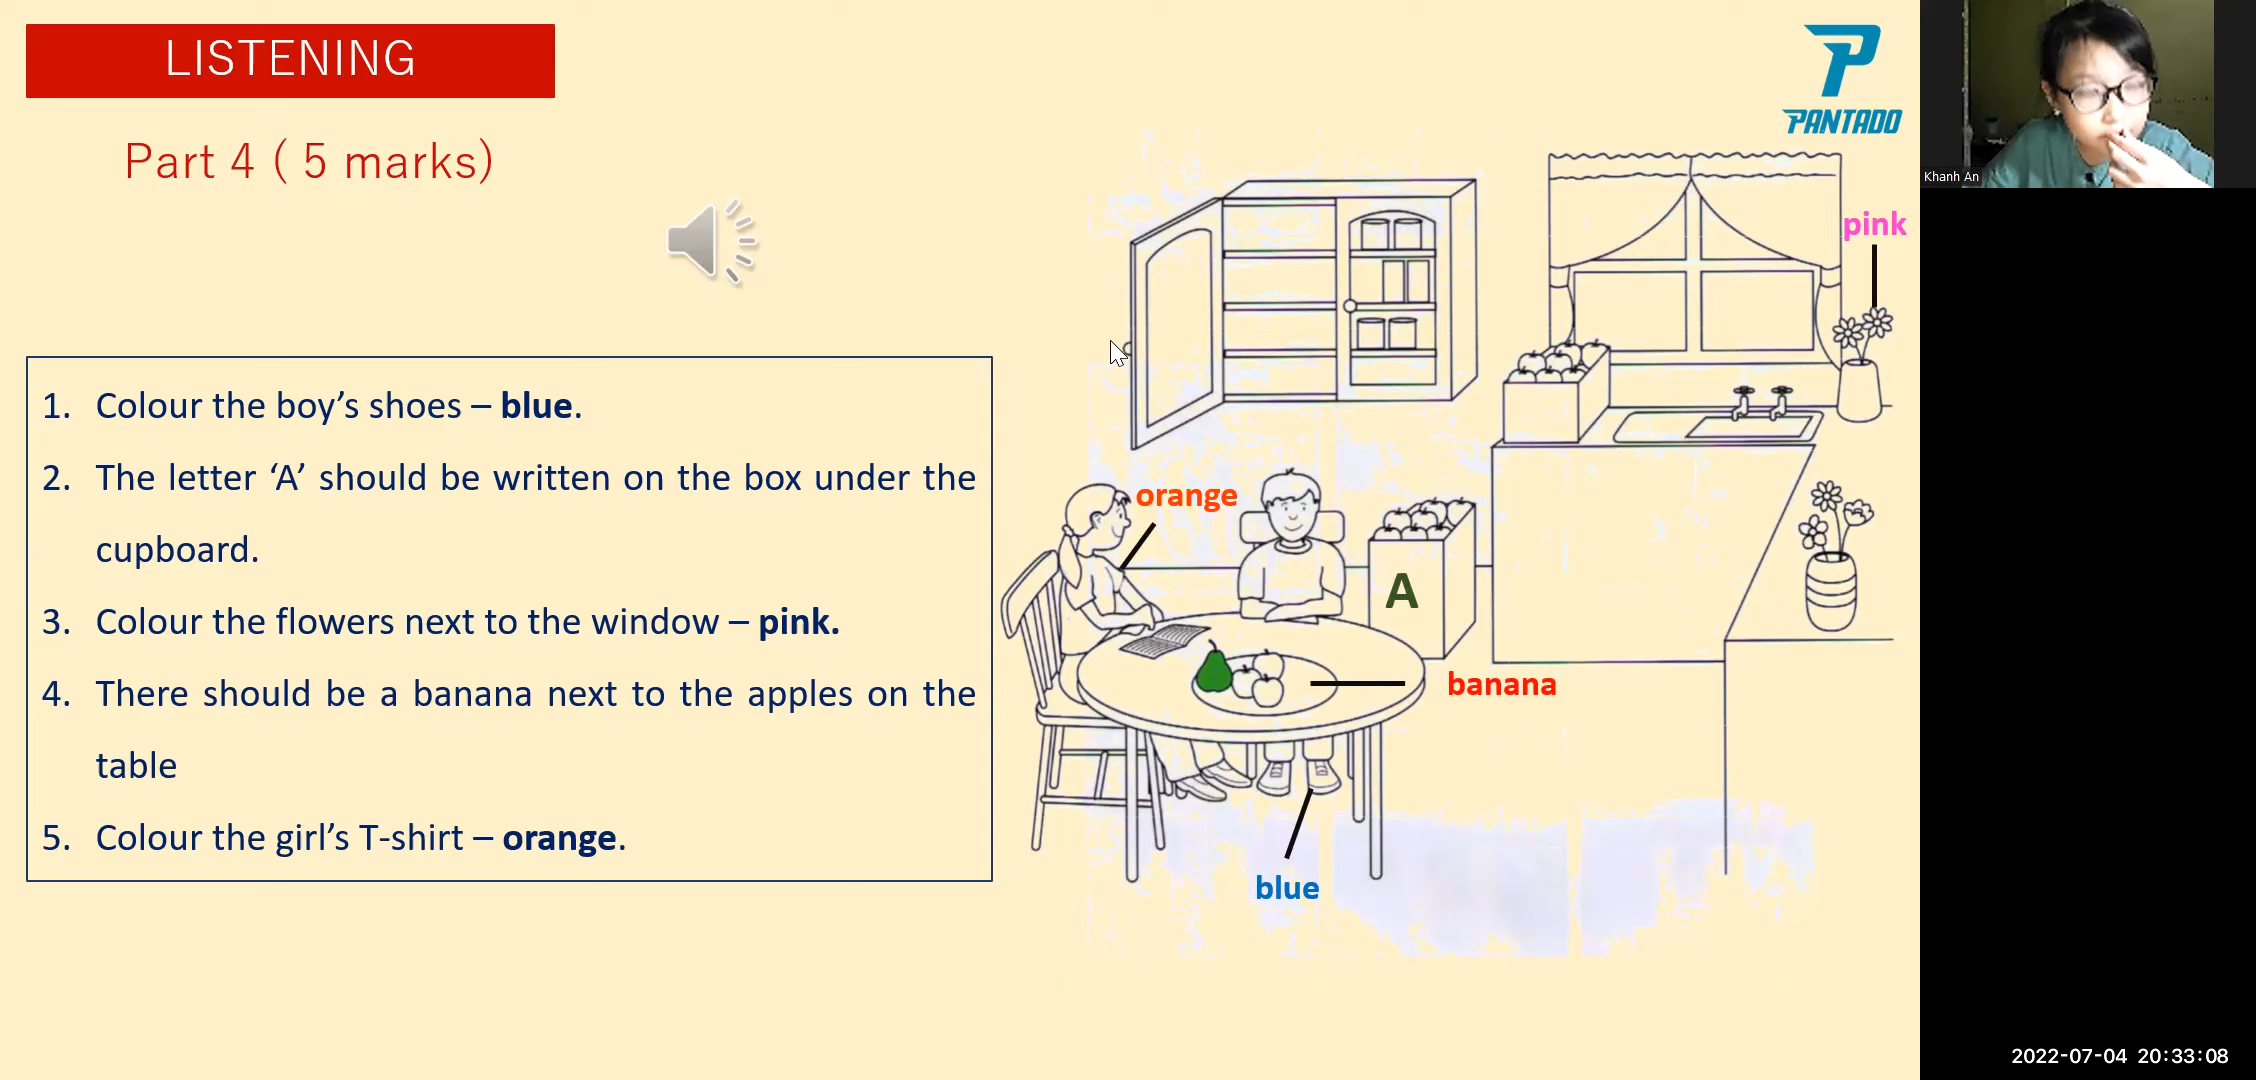 LISTENING
Part 4 ( 5 marks)
PANTADO
Khanh An
pink
1. Colour the boy’s shoes – blue.
2. The letter ‘A’ should be written on the box under the
cupboard.
3. Colour the flowers next to the window – pink.
4. There should be a banana next to the apples on the
table
5. Colour the girl’s T-shirt – orange.
orange
A
banana
blue
2022-07-04 20:33:08